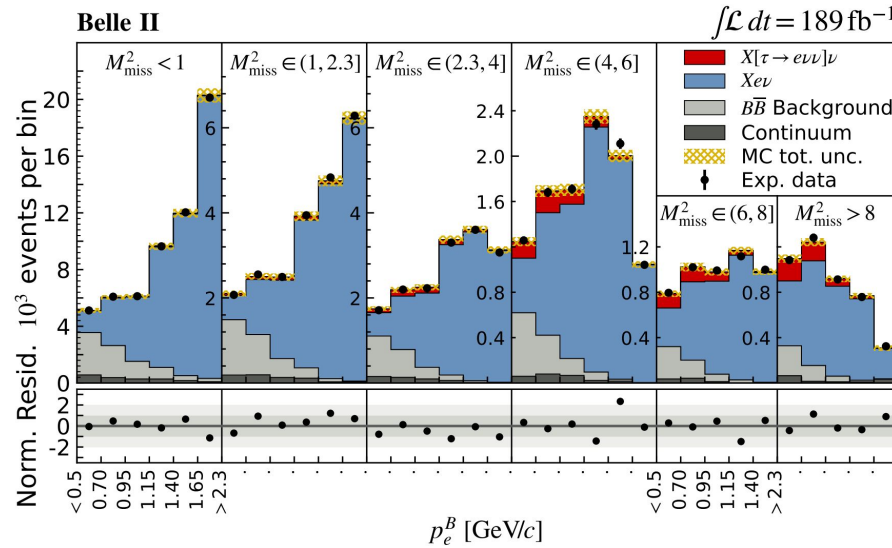 Belle II
∫ℒ dt = 189 fb⁻¹
M²miss < 1
M²miss ∈ (1, 2.3]
M²miss ∈ (2.3, 4]
M²miss ∈ (4, 6]
X[τ → eνν]ν
Xeν
BB̅ Background
Continuum
MC tot. unc.
Exp. data
M²miss ∈ (6, 8]
M²miss > 8
10³ events per bin
20
16
12
8
4
0
6
4
2
6
4
2
2.4
2.0
1.6
1.2
0.8
0.4
1.2
0.8
0.4
Norm. Resid.
2
1
0
-2
< 0.5
0.70
0.95
1.15
1.40
1.65
> 2.3
< 0.5
0.70
0.95
1.15
1.40
> 2.3
pᴮₑ [GeV/c]